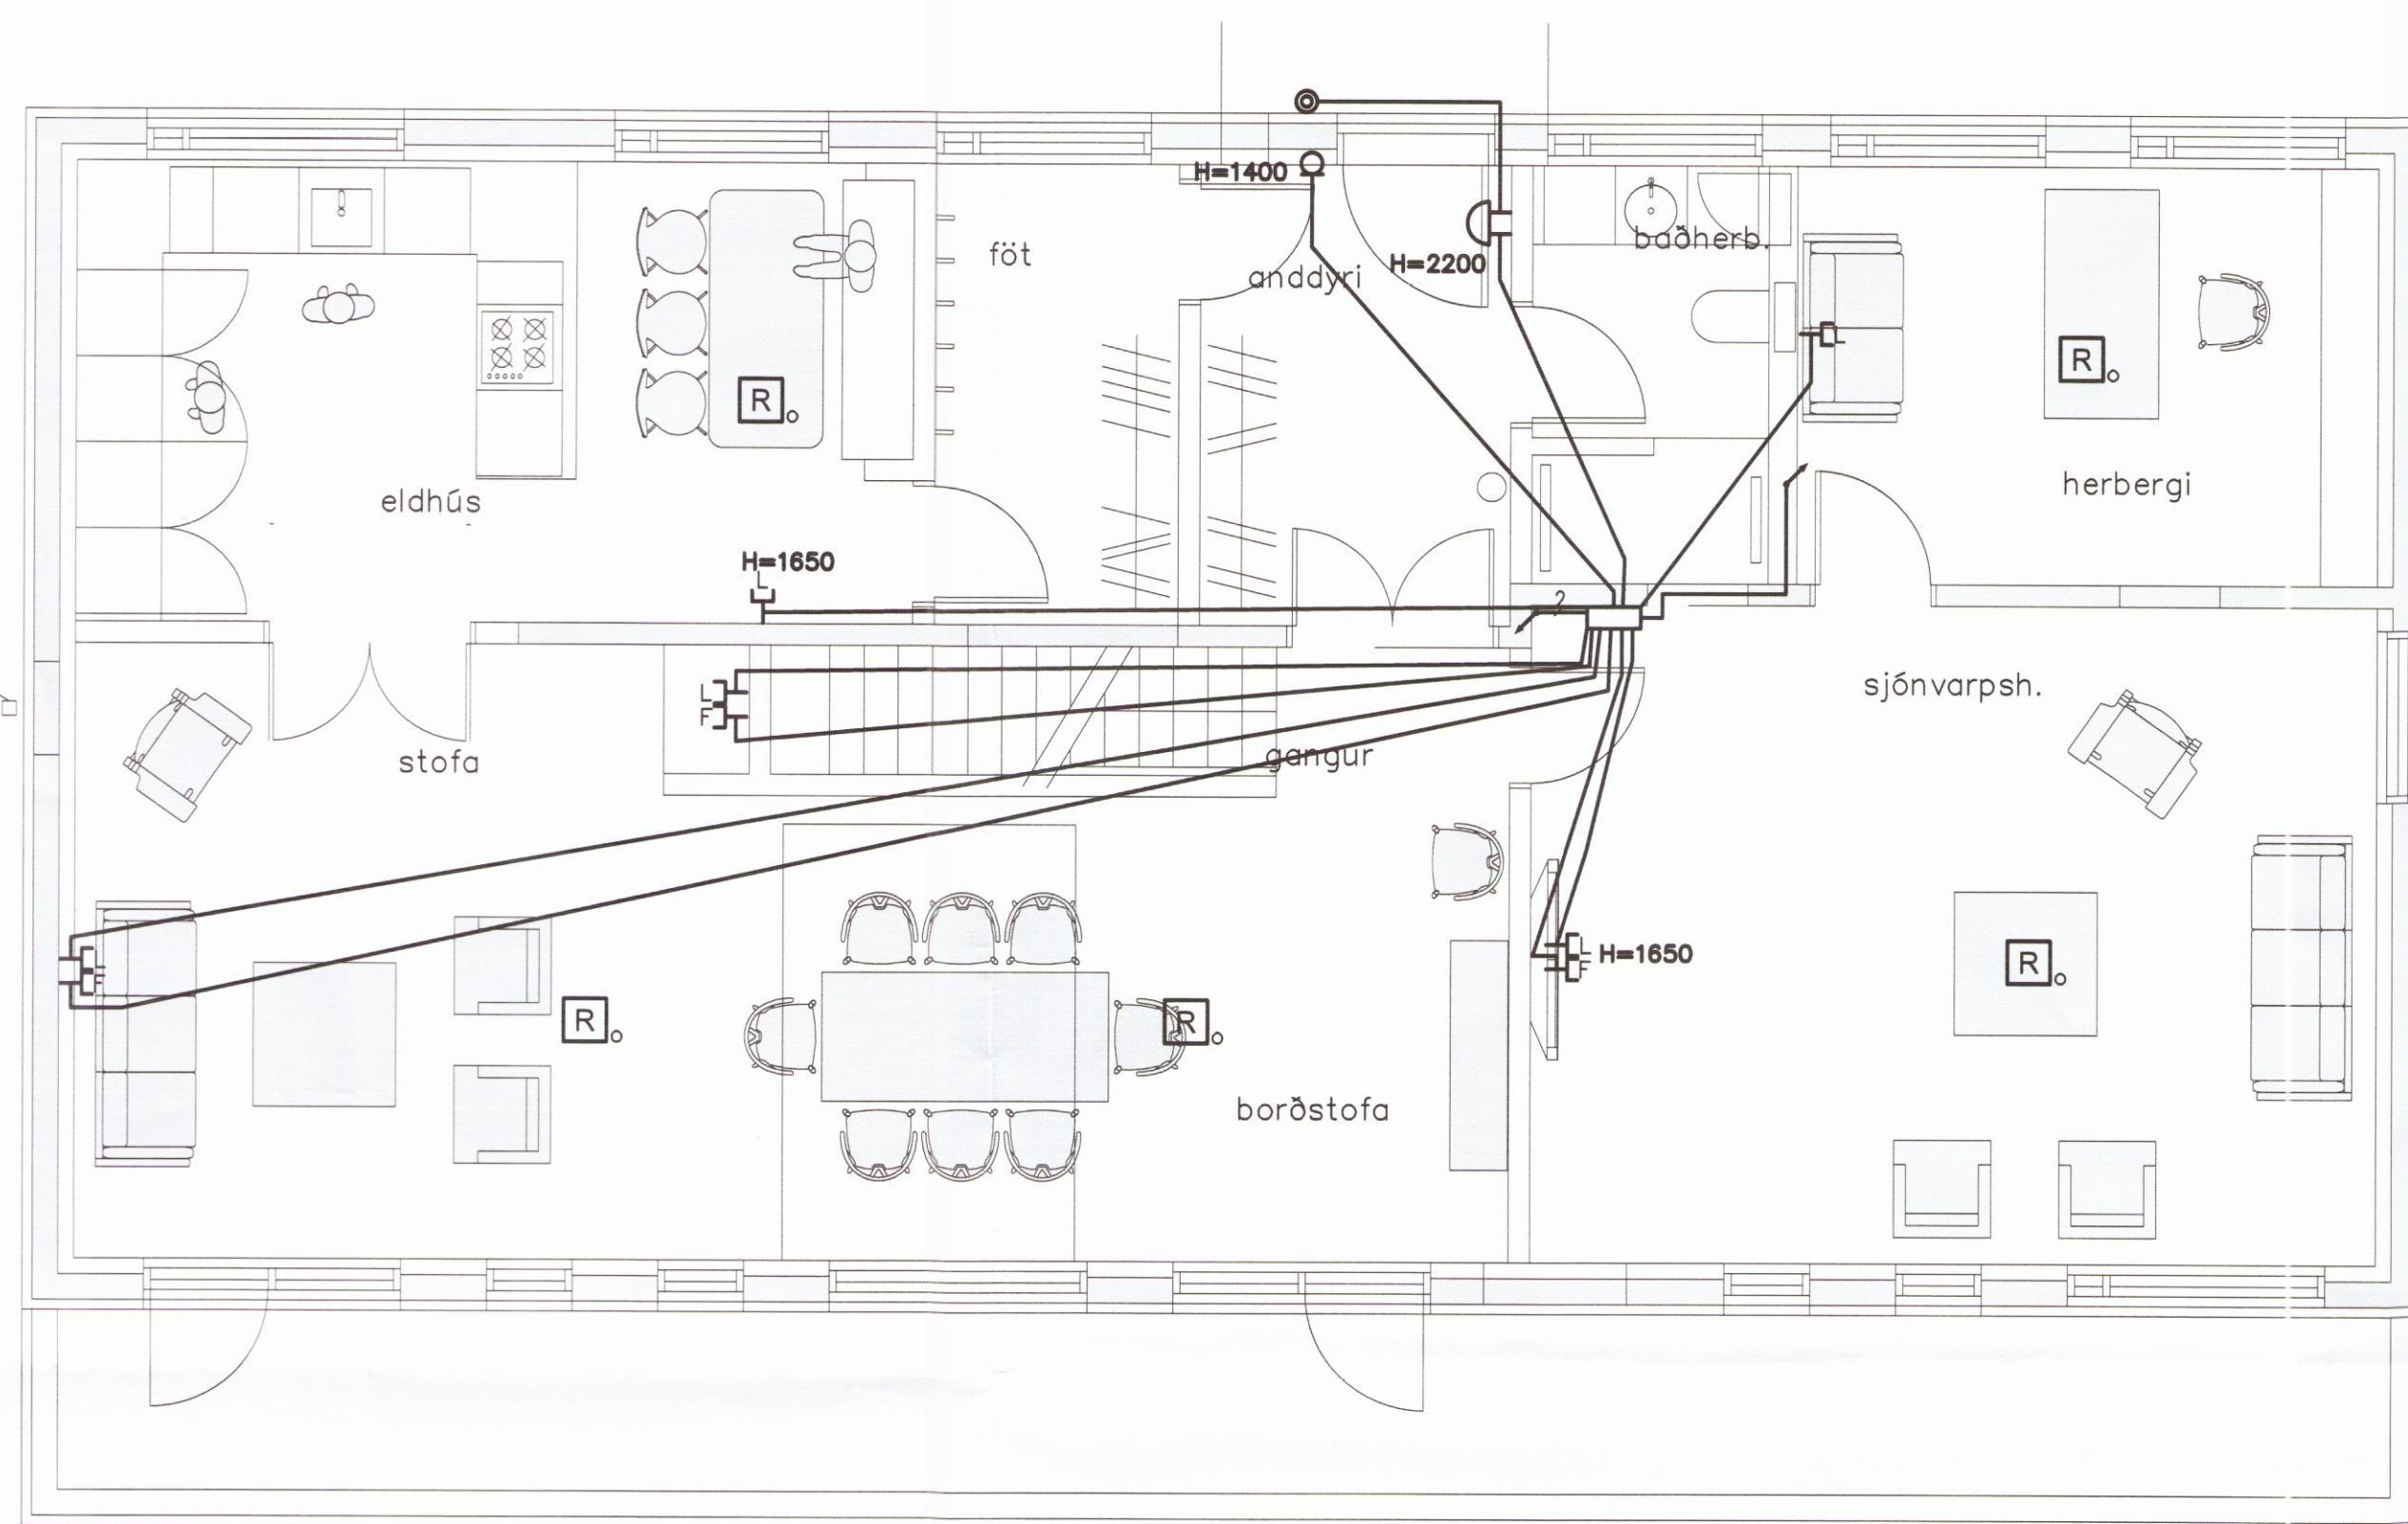 H=1400
föt
anddyri
H=2200
baðherb.
L
R
R
eldhús
herbergi
H=1650
L
2
L
F
sjónvarpsh.
stofa
gangur
L
F
L
F
H=1650
R
R
R
borðstofa